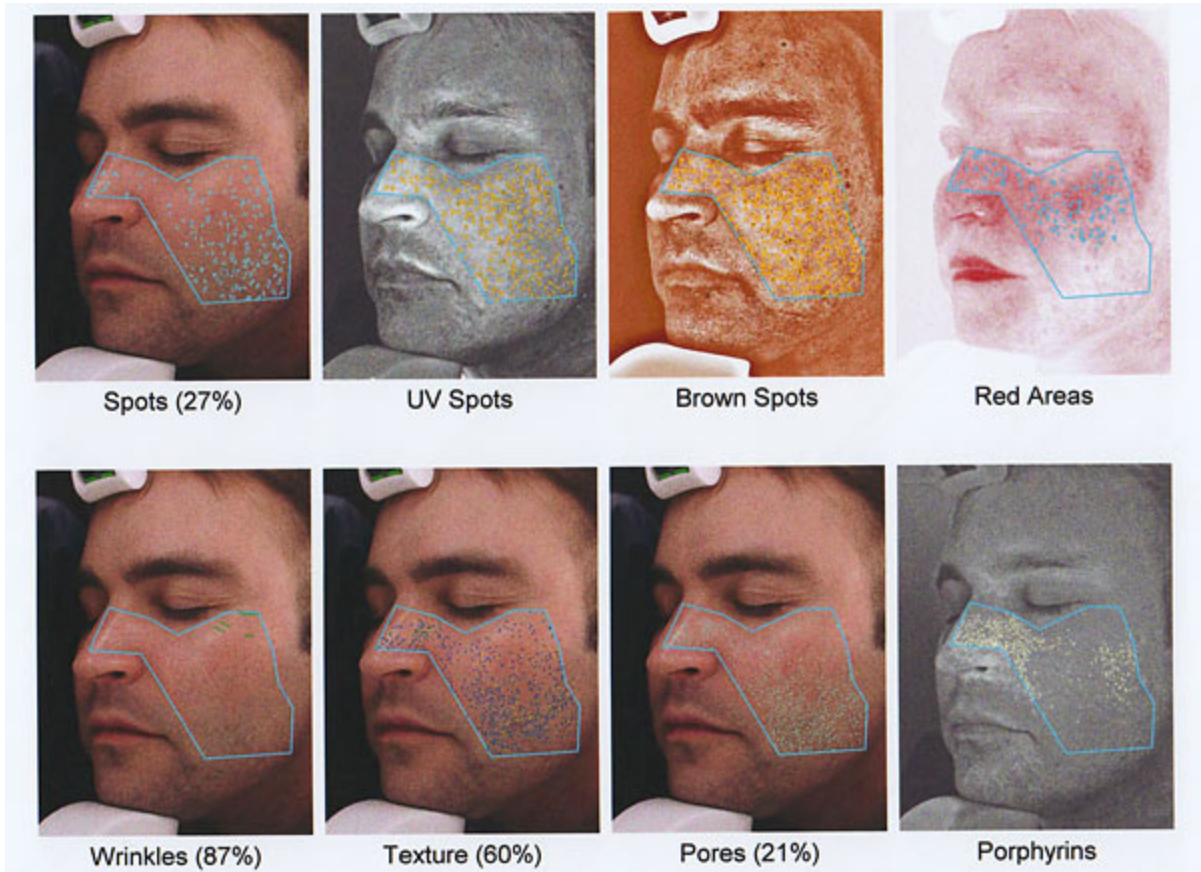 Spots (27%)
UV Spots
Brown Spots
Red Areas
Wrinkles (87%)
Texture (60%)
Pores (21%)
Porphyrins